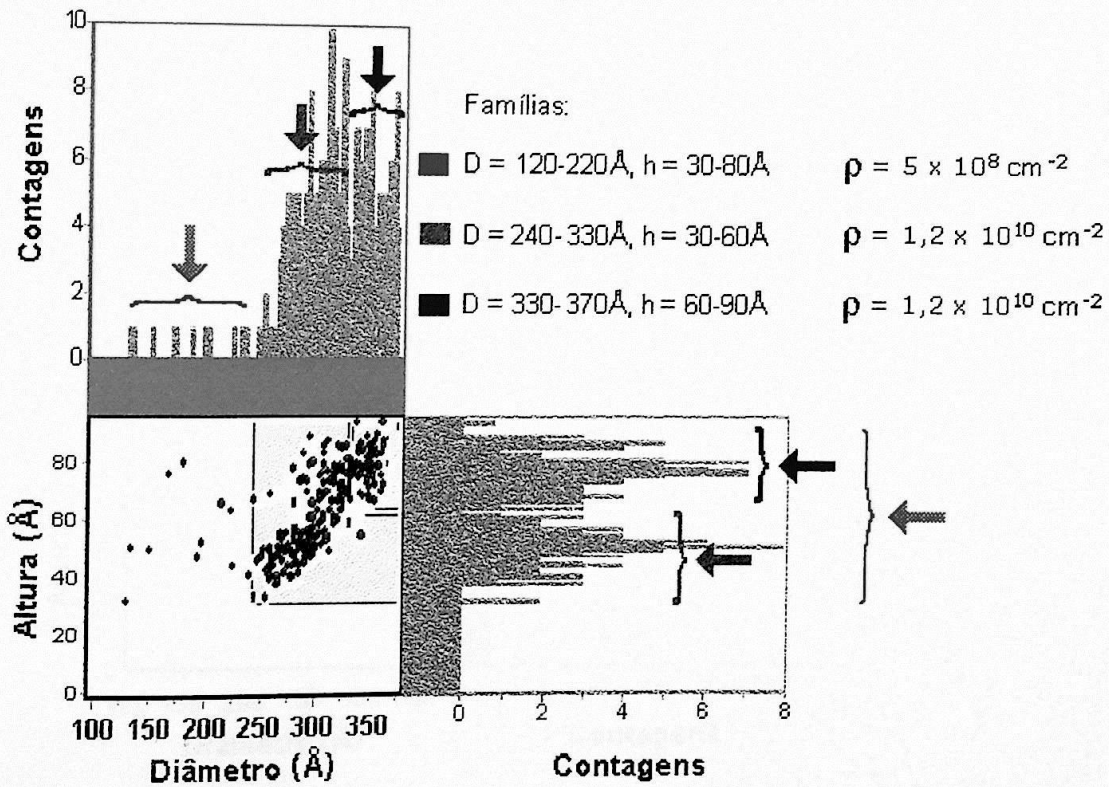 10
8
6
4
2
0
Contagens
Famílias:
D = 120-220Å, h = 30-80Å ρ = 5 x 10⁸ cm⁻²
D = 240-330Å, h = 30-60Å ρ = 1,2 x 10¹⁰ cm⁻²
D = 330-370Å, h = 60-90Å ρ = 1,2 x 10¹⁰ cm⁻²
80
60
40
20
0
Altura (Å)
100 150 200 250 300 350
Diâmetro (Å)
0 2 4 6 8
Contagens